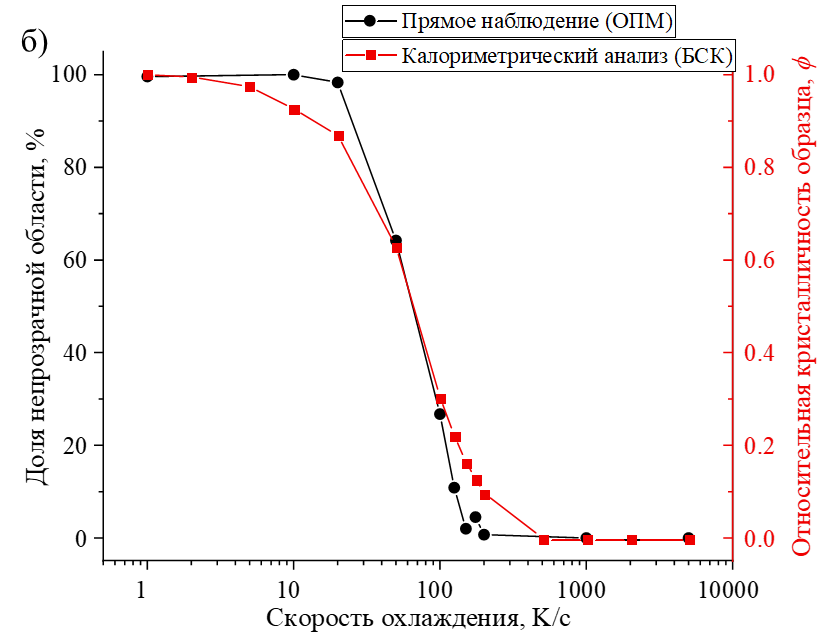 б)
Прямое наблюдение (ОПМ)
Калориметрический анализ (БСК)
Доля непрозрачной области, %
100
80
60
40
20
0
1.0
0.8
0.6
0.4
0.2
0.0
Относительная кристалличность образца, ϕ
1
10
100
1000
10000
Скорость охлаждения, К/с